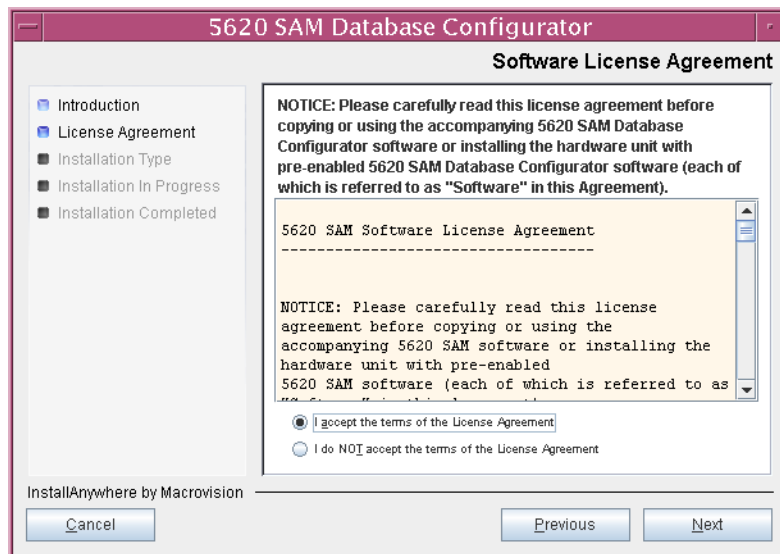 5620 SAM Database Configurator
Software License Agreement
Introduction
License Agreement
Installation Type
Installation In Progress
Installation Completed
NOTICE: Please carefully read this license agreement before
copying or using the accompanying 5620 SAM Database
Configurator software or installing the hardware unit with
pre-enabled 5620 SAM Database Configurator software (each of
which is referred to as "Software" in this Agreement).
5620 SAM Software License Agreement
-----------------------------------
NOTICE: Please carefully read this license
agreement before copying or using the
accompanying 5620 SAM software or installing the
hardware unit with pre-enabled
5620 SAM software (each of which is referred to as
I accept the terms of the License Agreement
I do NOT accept the terms of the License Agreement
InstallAnywhere by Macrovision
Cancel
Previous
Next